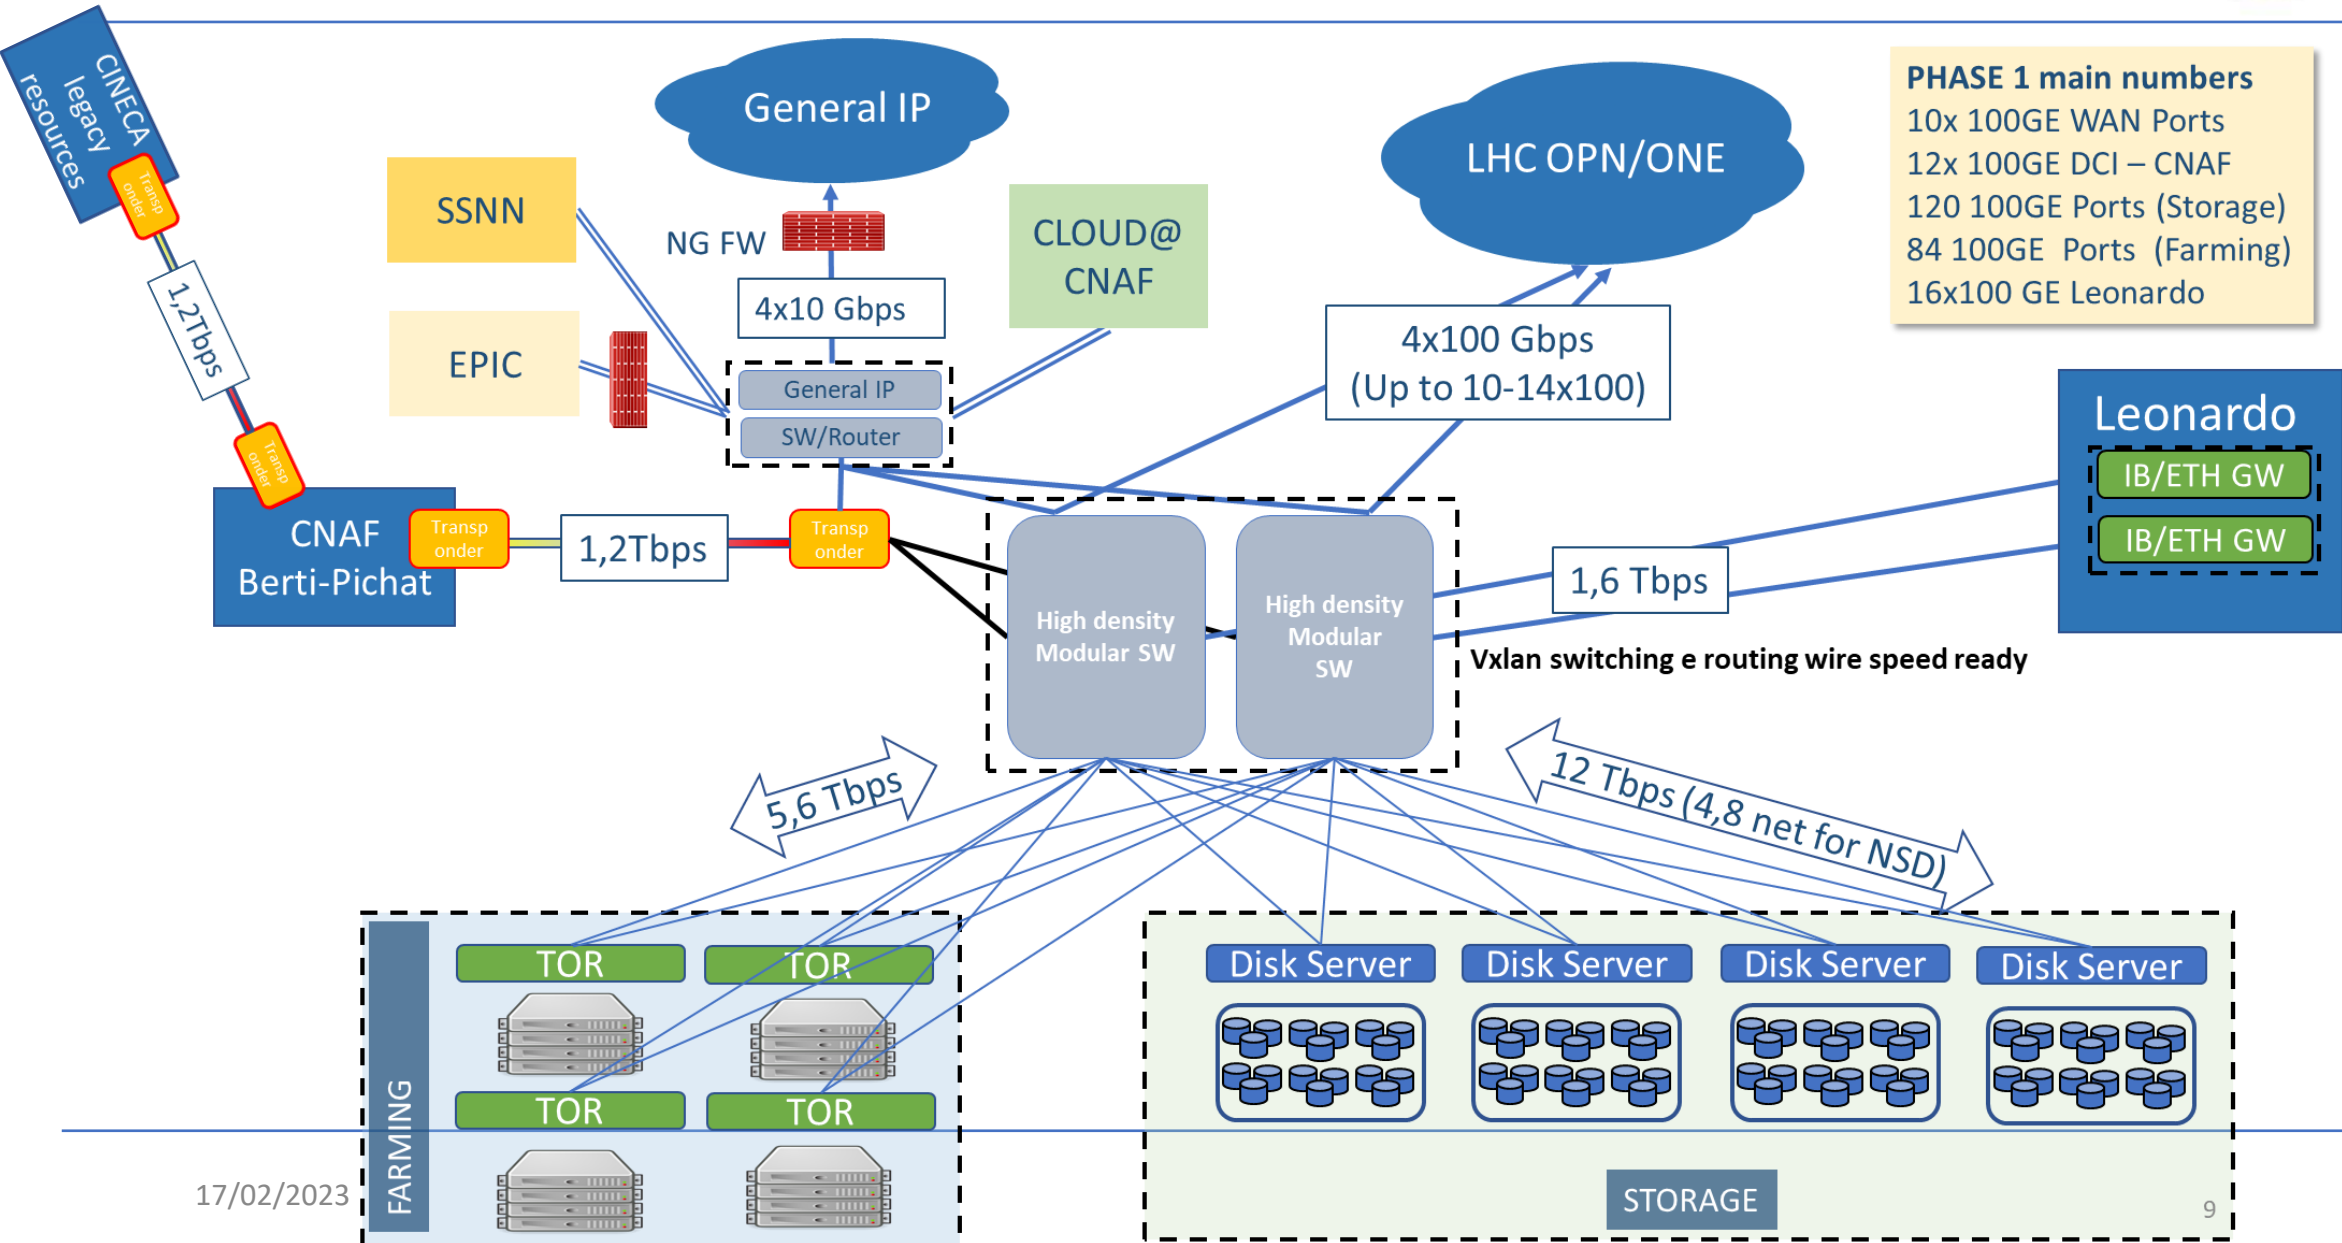 CINECA
legacy
resources
Transp
onder
1,2Tbps
Transp
onder
General IP
LHC OPN/ONE
PHASE 1 main numbers
10x 100GE WAN Ports
12x 100GE DCI – CNAF
120 100GE Ports (Storage)
84 100GE  Ports  (Farming)
16x100 GE Leonardo
SSNN
NG FW
CLOUD@
CNAF
4x10 Gbps
EPIC
General IP
SW/Router
4x100 Gbps
(Up to 10-14x100)
Leonardo
IB/ETH GW
IB/ETH GW
CNAF
Berti-Pichat
Transp
onder
1,2Tbps
Transp
onder
High density
Modular SW
High density
Modular
SW
1,6 Tbps
Vxlan switching e routing wire speed ready
5,6 Tbps
12 Tbps (4,8 net for NSD)
FARMING
TOR
TOR
TOR
TOR
Disk Server
Disk Server
Disk Server
Disk Server
STORAGE
17/02/2023
9